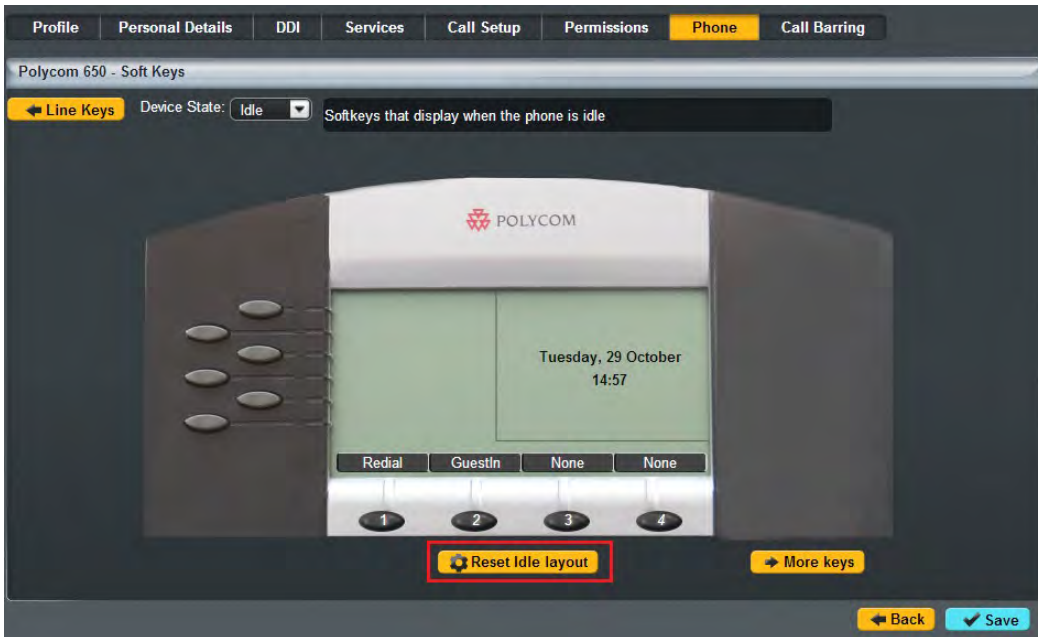 Profile Personal Details DDI Services Call Setup Permissions Phone Call Barring
Polycom 650 - Soft Keys
Line Keys Device State: Idle Softkeys that display when the phone is idle
POLYCOM
Tuesday, 29 October
14:57
Redial GuestIn None None
1 2 3 4
Reset Idle layout More keys
Back Save